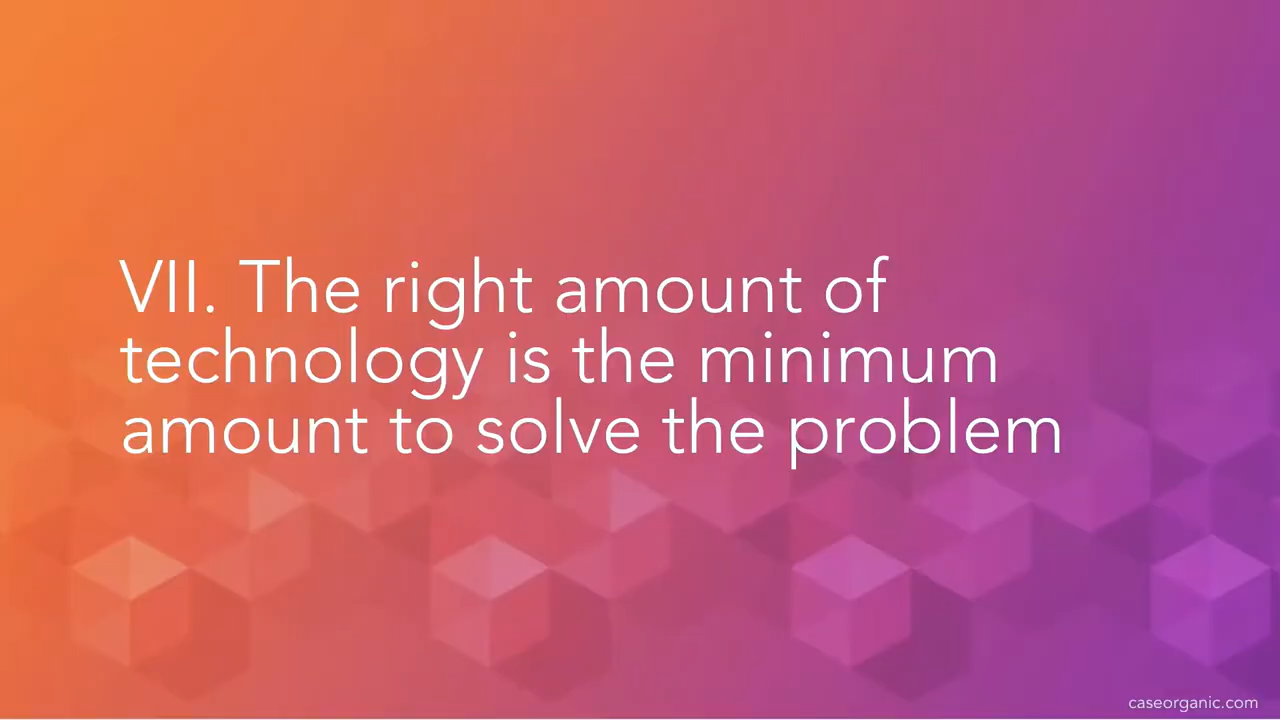 VII. The right amount of
technology is the minimum
amount to solve the problem
caseorganic.com